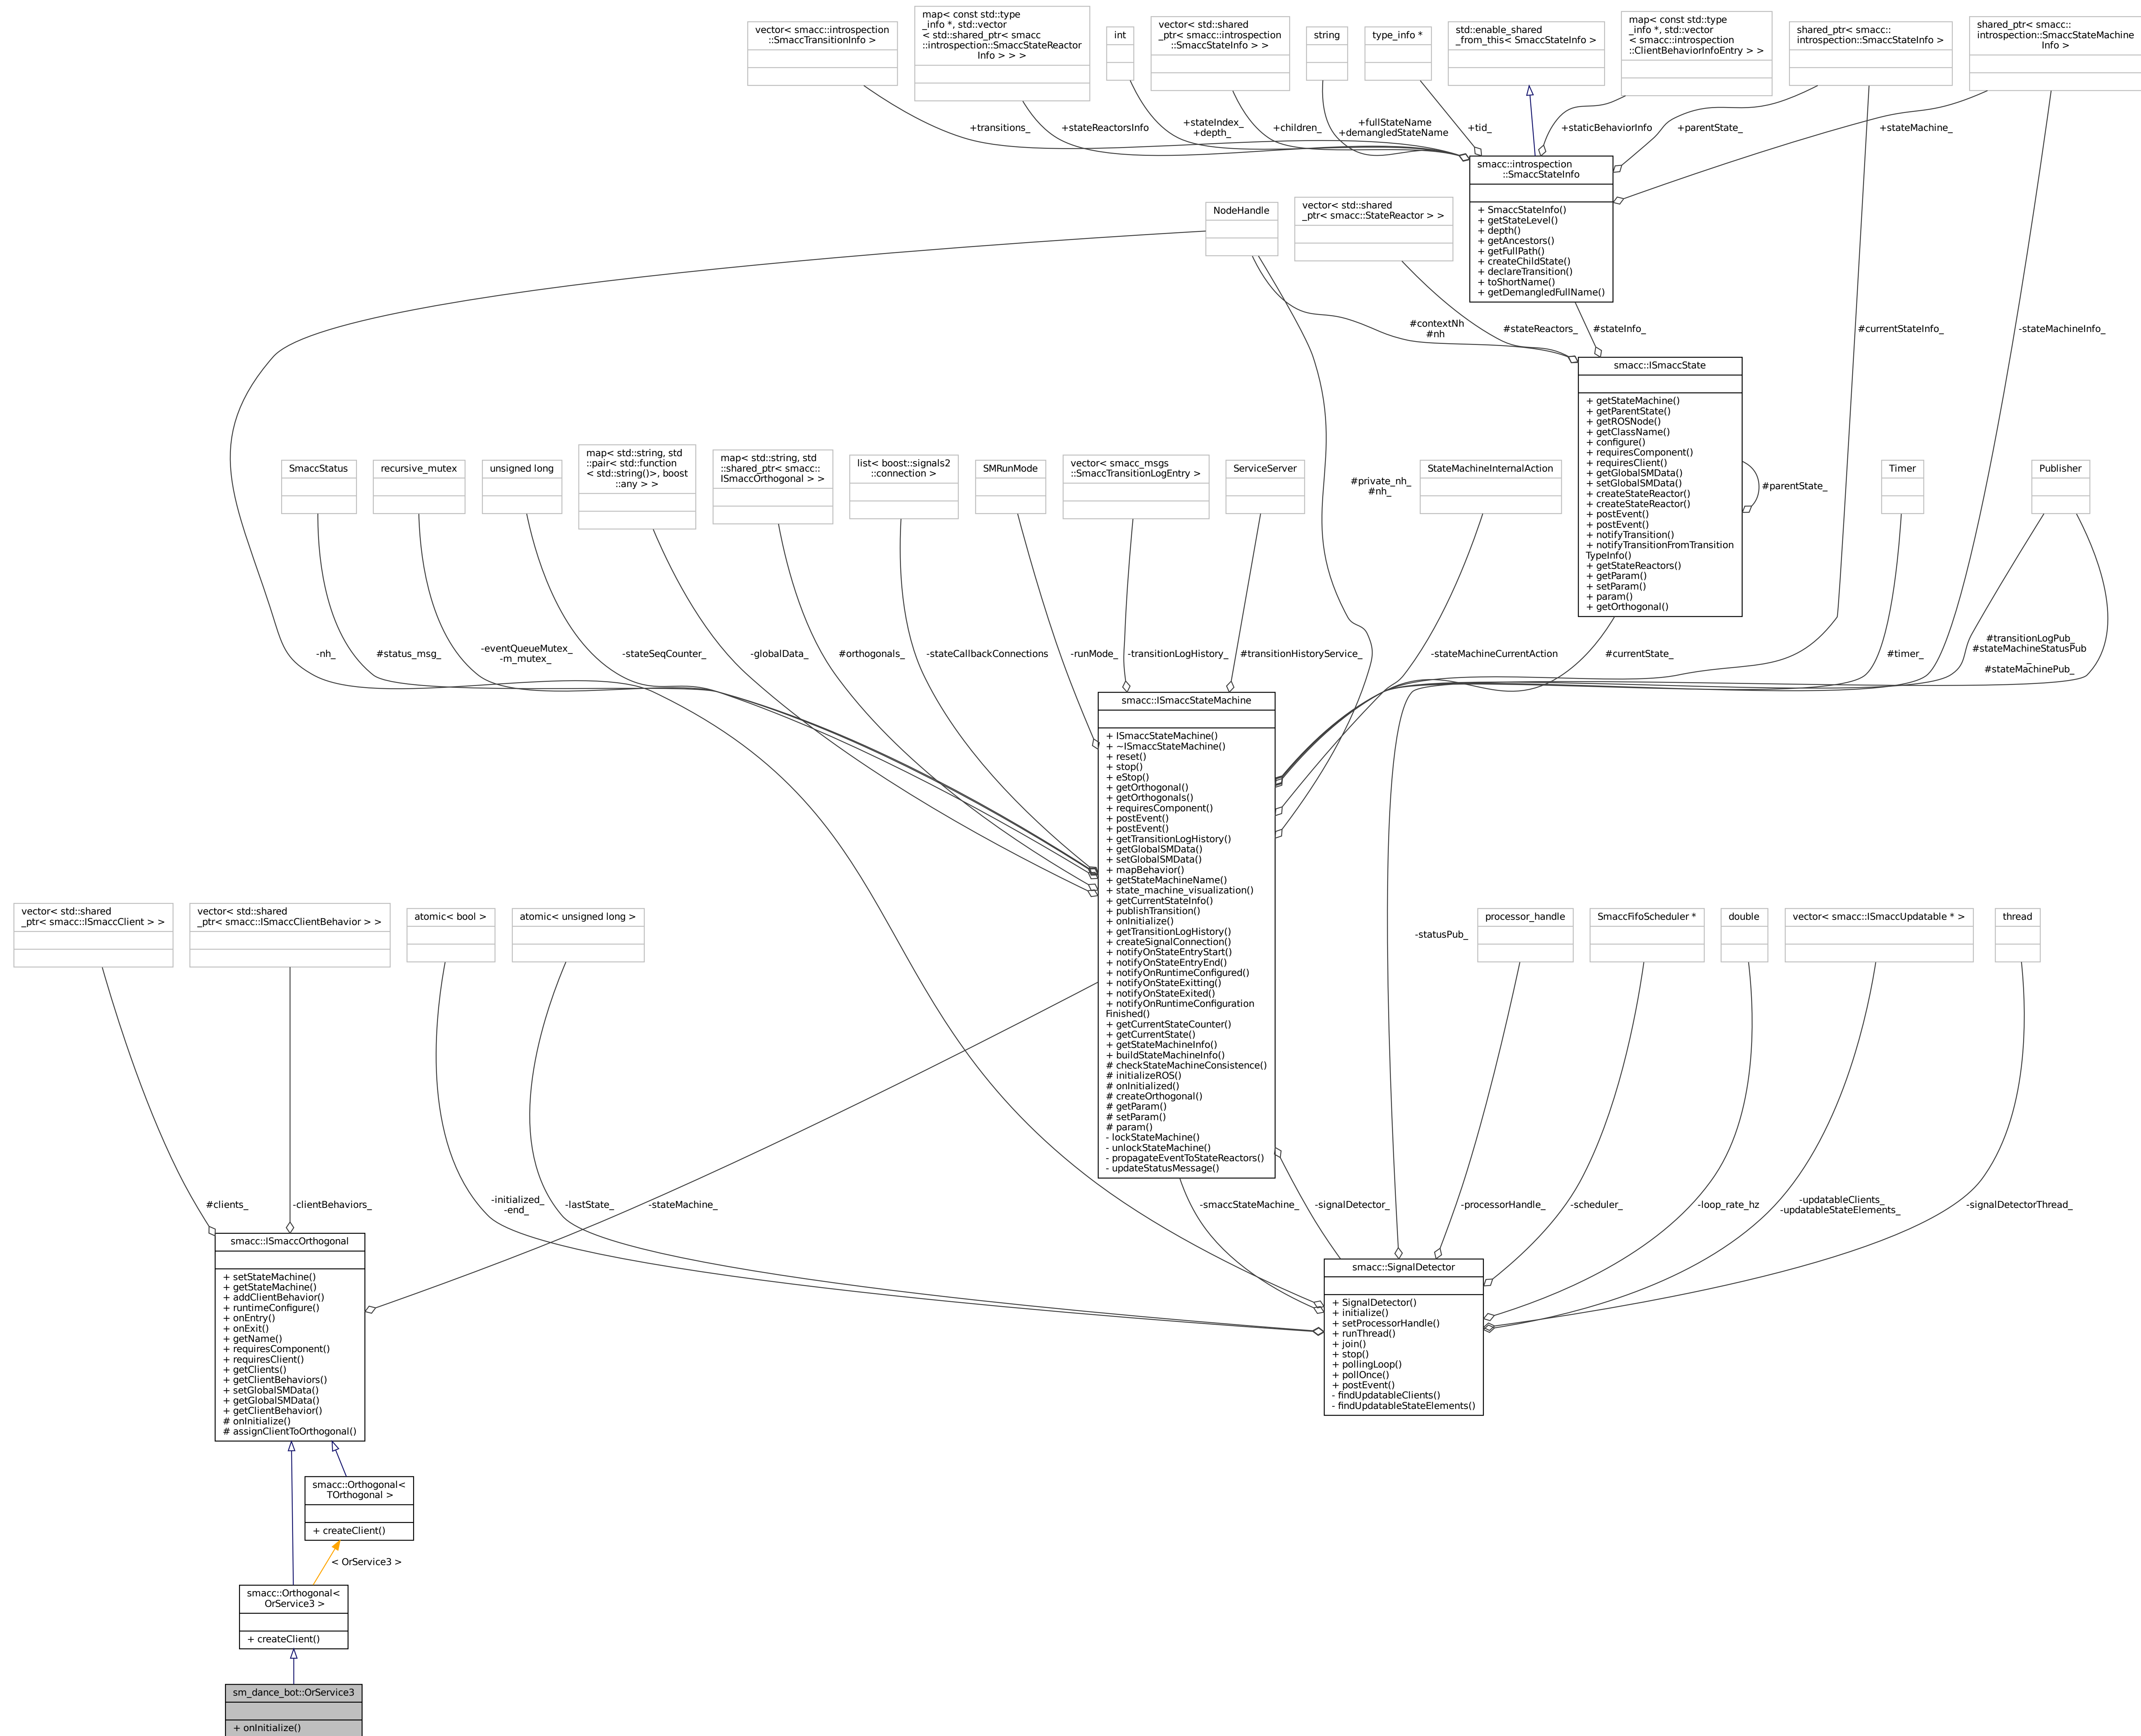 vector< smacc::introspection
::SmaccTransitionInfo >
map< const std::type
_info *, std::vector
< std::shared_ptr< smacc
::introspection::SmaccStateReactor
Info > > >
int
vector< std::shared
_ptr< smacc::introspection
::SmaccStateInfo > >
string
type_info *
std::enable_shared
_from_this< SmaccStateInfo >
map< const std::type
_info *, std::vector
< smacc::introspection
::ClientBehaviorInfoEntry > >
shared_ptr< smacc::
introspection::SmaccStateInfo >
shared_ptr< smacc::
introspection::SmaccStateMachine
Info >
+transitions_
+stateReactorsInfo
+stateIndex_
+depth_
+children_
+fullStateName
+demangledStateName
+tid_
+staticBehaviorInfo
+parentState_
+stateMachine_
smacc::introspection
::SmaccStateInfo
+ SmaccStateInfo()
+ getStateLevel()
+ depth()
+ getAncestors()
+ getFullPath()
+ createChildState()
+ declareTransition()
+ toShortName()
+ getDemangledFullName()
NodeHandle
vector< std::shared
_ptr< smacc::StateReactor > >
#contextNh
#nh
#stateReactors_
#stateInfo_
#currentStateInfo_
-stateMachineInfo_
smacc::ISmaccState
+ getStateMachine()
+ getParentState()
+ getROSNode()
+ getClassName()
+ configure()
+ requiresComponent()
+ requiresClient()
+ getGlobalSMData()
+ setGlobalSMData()
+ createStateReactor()
+ createStateReactor()
+ postEvent()
+ postEvent()
+ notifyTransition()
+ notifyTransitionFromTransition
TypeInfo()
+ getStateReactors()
+ getParam()
+ setParam()
+ param()
+ getOrthogonal()
#parentState_
SmaccStatus
recursive_mutex
unsigned long
map< std::string, std
::pair< std::function
< std::string()>, boost
::any > >
map< std::string, std
::shared_ptr< smacc::
ISmaccOrthogonal > >
list< boost::signals2
::connection >
SMRunMode
vector< smacc_msgs
::SmaccTransitionLogEntry >
ServiceServer
#private_nh_
#nh_
StateMachineInternalAction
Timer
Publisher
-nh_
#status_msg_
-eventQueueMutex_
-m_mutex_
-stateSeqCounter_
-globalData_
#orthogonals_
-stateCallbackConnections
-runMode_
-transitionLogHistory_
#transitionHistoryService_
-stateMachineCurrentAction
#currentState_
#timer_
#transitionLogPub_
#stateMachineStatusPub
_
#stateMachinePub_
smacc::ISmaccStateMachine
+ ISmaccStateMachine()
+ ~ISmaccStateMachine()
+ reset()
+ stop()
+ eStop()
+ getOrthogonal()
+ getOrthogonals()
+ requiresComponent()
+ postEvent()
+ postEvent()
+ getTransitionLogHistory()
+ getGlobalSMData()
+ setGlobalSMData()
+ mapBehavior()
+ getStateMachineName()
+ state_machine_visualization()
+ getCurrentStateInfo()
+ publishTransition()
+ onInitialize()
+ getTransitionLogHistory()
+ createSignalConnection()
+ notifyOnStateEntryStart()
+ notifyOnStateEntryEnd()
+ notifyOnRuntimeConfigured()
+ notifyOnStateExitting()
+ notifyOnStateExited()
+ notifyOnRuntimeConfiguration
Finished()
+ getCurrentStateCounter()
+ getCurrentState()
+ getStateMachineInfo()
+ buildStateMachineInfo()
# checkStateMachineConsistence()
# initializeROS()
# onInitialized()
# createOrthogonal()
# getParam()
# setParam()
# param()
- lockStateMachine()
- unlockStateMachine()
- propagateEventToStateReactors()
- updateStatusMessage()
vector< std::shared
_ptr< smacc::ISmaccClient > >
vector< std::shared
_ptr< smacc::ISmaccClientBehavior > >
atomic< bool >
atomic< unsigned long >
-statusPub_
processor_handle
SmaccFifoScheduler *
double
vector< smacc::ISmaccUpdatable * >
thread
#clients_
-clientBehaviors_
-initialized_
-end_
-lastState_
-stateMachine_
-smaccStateMachine_
-signalDetector_
-processorHandle_
-scheduler_
-loop_rate_hz
-updatableClients_
-updatableStateElements_
-signalDetectorThread_
smacc::ISmaccOrthogonal
+ setStateMachine()
+ getStateMachine()
+ addClientBehavior()
+ runtimeConfigure()
+ onEntry()
+ onExit()
+ getName()
+ requiresComponent()
+ requiresClient()
+ getClients()
+ getClientBehaviors()
+ setGlobalSMData()
+ getGlobalSMData()
+ getClientBehavior()
# onInitialize()
# assignClientToOrthogonal()
smacc::SignalDetector
+ SignalDetector()
+ initialize()
+ setProcessorHandle()
+ runThread()
+ join()
+ stop()
+ pollingLoop()
+ pollOnce()
+ postEvent()
- findUpdatableClients()
- findUpdatableStateElements()
smacc::Orthogonal<
TOrthogonal >
+ createClient()
< OrService3 >
smacc::Orthogonal<
OrService3 >
+ createClient()
sm_dance_bot::OrService3
+ onInitialize()